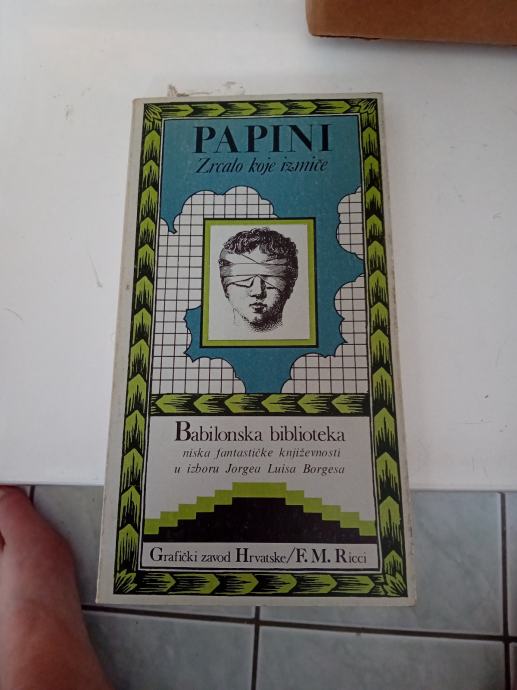 PAPINI
Zrcalo koje izmiče
Babilonska biblioteka
niska fantastičke književnosti
u izboru Jorgea Luisa Borgesa
Grafički zavod Hrvatske/F. M. Ricci